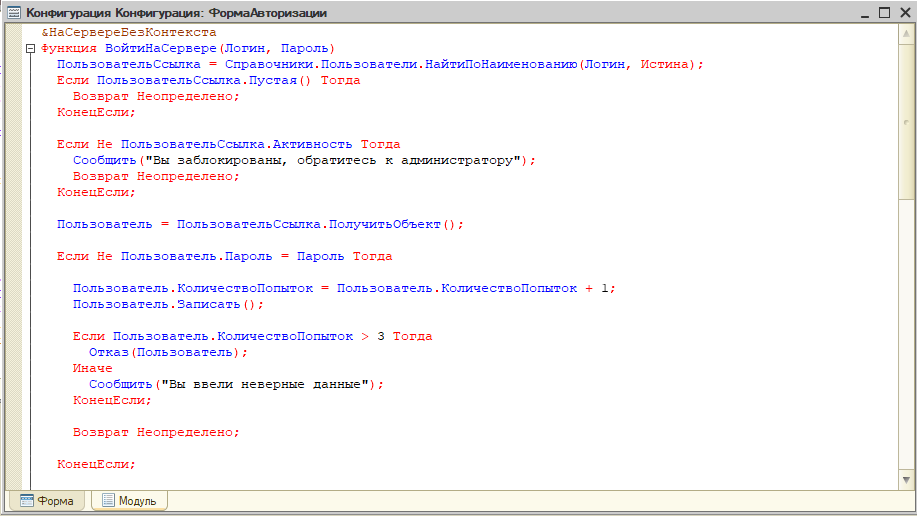 Конфигурация Конфигурация: ФормаАвторизации
&НаСервереБезКонтекста
Функция ВойтиНаСервере(Логин, Пароль)
ПользовательСсылка = Справочники.Пользователи.НайтиПоНаименованию(Логин, Истина);
Если ПользовательСсылка.Пустая() Тогда
Возврат Неопределено;
КонецЕсли;
Если Не ПользовательСсылка.Активность Тогда
Сообщить("Вы заблокированы, обратитесь к администратору");
Возврат Неопределено;
КонецЕсли;
Пользователь = ПользовательСсылка.ПолучитьОбъект();
Если Не Пользователь.Пароль = Пароль Тогда
Пользователь.КоличествоПопыток = Пользователь.КоличествоПопыток + 1;
Пользователь.Записать();
Если Пользователь.КоличествоПопыток > 3 Тогда
Отказ(Пользователь);
Иначе
Сообщить("Вы ввели неверные данные");
КонецЕсли;
Возврат Неопределено;
КонецЕсли;
Форма Модуль